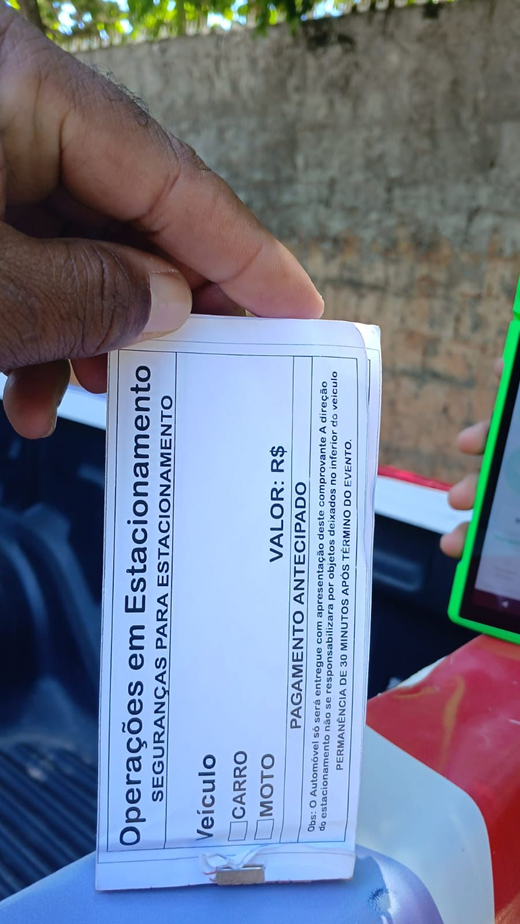 Operações em Estacionamento
SEGURANÇAS PARA ESTACIONAMENTO
Veículo
CARRO
MOTO
VALOR: R$
PAGAMENTO ANTECIPADO
Obs: O Automóvel só será entregue com apresentação deste comprovante A direção
do estacionamento não se responsabilizara por objetos deixados no inferior do veículo
PERMANÊNCIA DE 30 MINUTOS APÓS TÉRMINO DO EVENTO.